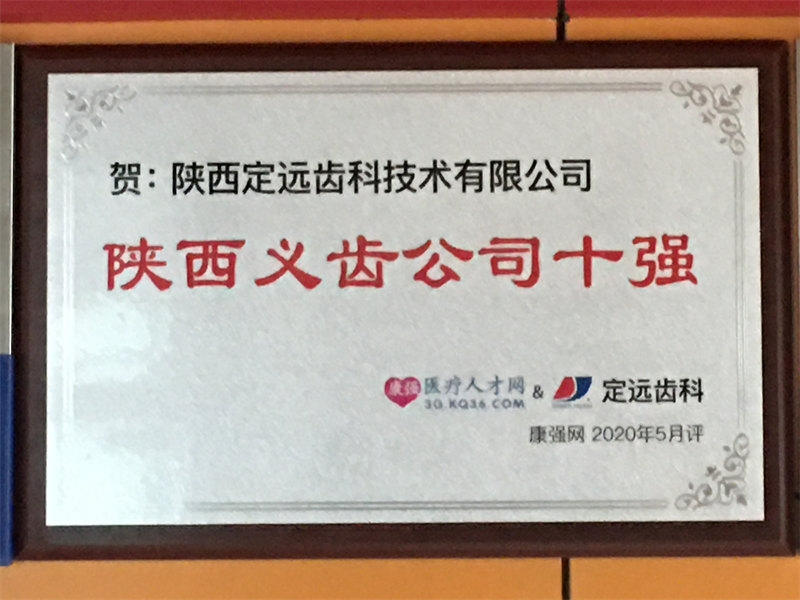 贺：陕西定远齿科技术有限公司
陕西义齿公司十强
康强 医疗人才网 & 定远齿科
3G.KQ36.COM
康强网 2020年5月评